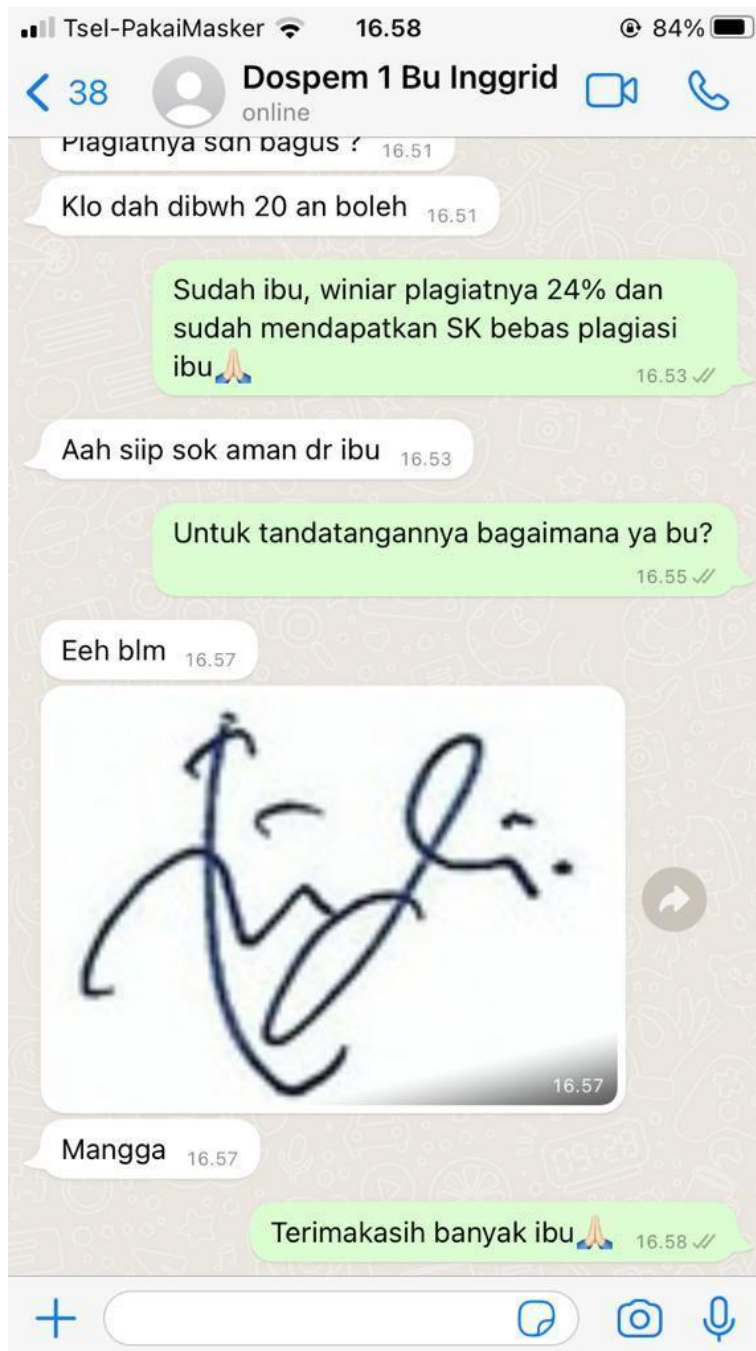 Tsel-PakaiMasker 16.58 84%
38 Dospem 1 Bu Inggrid
online
Plagiatnya sdh bagus ? 16.51
Klo dah dibwh 20 an boleh 16.51
Sudah ibu, winiar plagiatnya 24% dan
sudah mendapatkan SK bebas plagiasi
ibu🙏🏻
16.53
Aah siip sok aman dr ibu 16.53
Untuk tandatangannya bagaimana ya bu?
16.55
Eeh blm 16.57
16.57
Mangga 16.57
Terimakasih banyak ibu🙏🏻 16.58